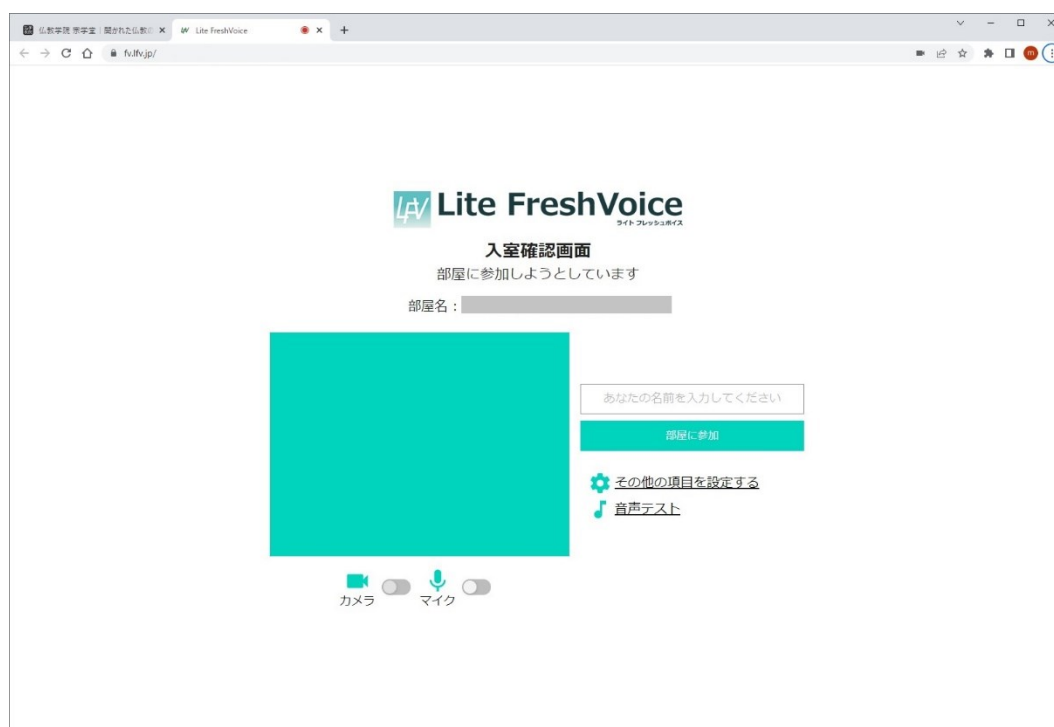 仏教学院 宗学堂｜開かれた仏教
Lite FreshVoice
fv.lfv.jp/
m
LFV Lite FreshVoice
ライト フレッシュボイス
入室確認画面
部屋に参加しようとしています
部屋名：
あなたの名前を入力してください
部屋に参加
その他の項目を設定する
音声テスト
カメラ マイク